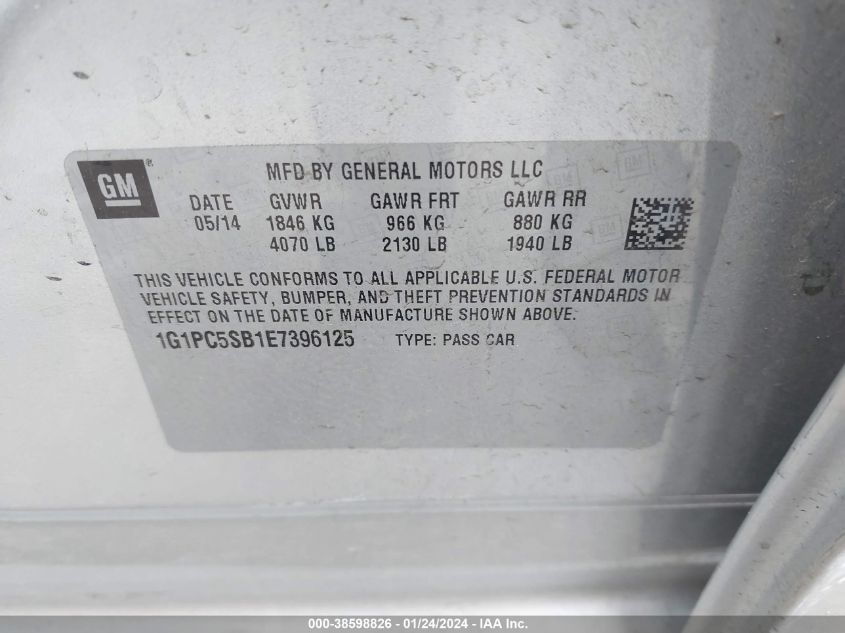 GM ® MFD BY GENERAL MOTORS LLC
DATE GVWR GAWR FRT GAWR RR
05/14 1846 KG 966 KG 880 KG
4070 LB 2130 LB 1940 LB
THIS VEHICLE CONFORMS TO ALL APPLICABLE U.S. FEDERAL MOTOR
VEHICLE SAFETY, BUMPER, AND THEFT PREVENTION STANDARDS IN
EFFECT ON THE DATE OF MANUFACTURE SHOWN ABOVE.
1G1PC5SB1E7396125 TYPE: PASS CAR
000-38598826 - 01/24/2024 - IAA Inc.